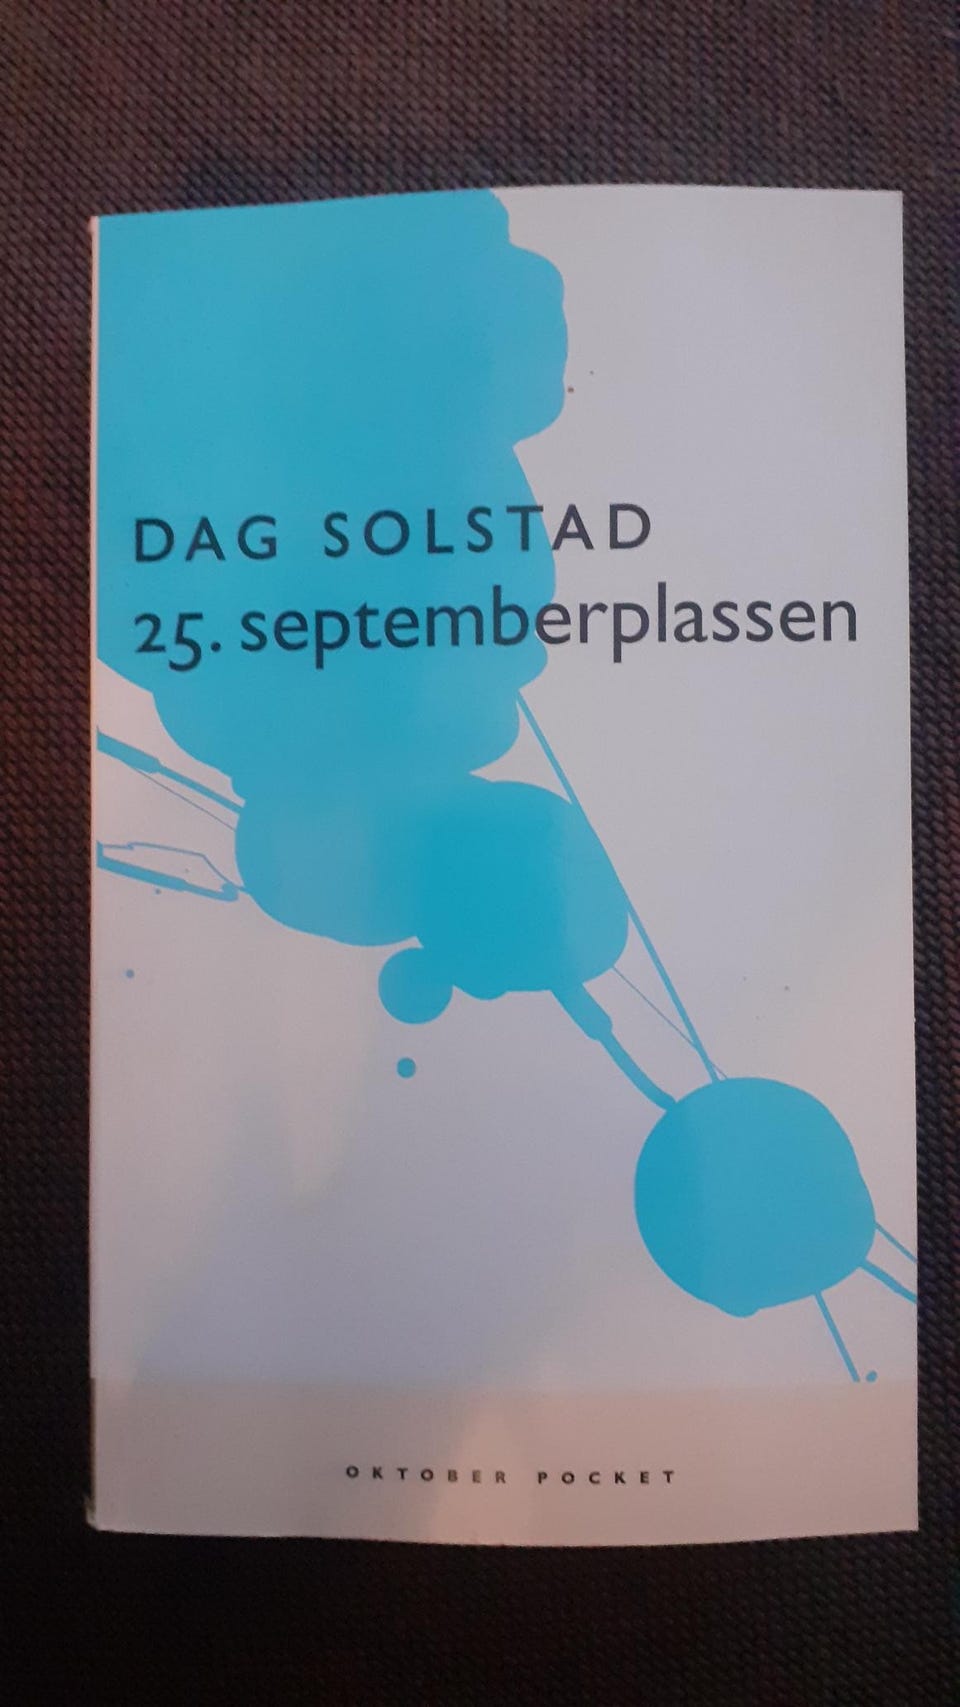 DAG SOLSTAD
25. septemberplassen
OKTOBER POCKET